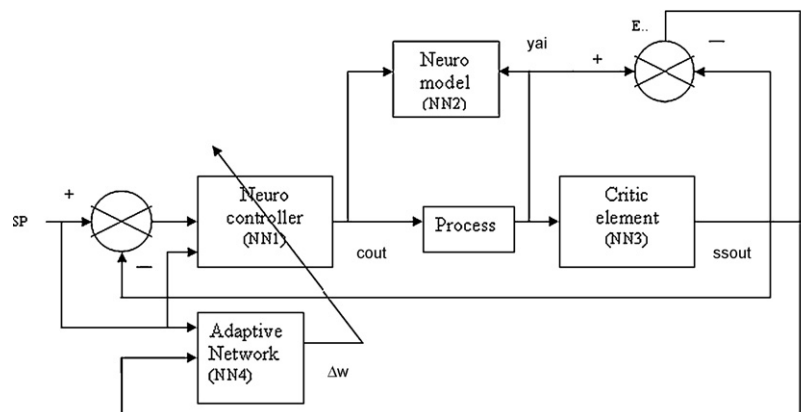 E..
yai
Neuro
model
(NN2)
+
—
+
SP
—
Neuro
controller
(NN1)
cout
Process
Critic
element
(NN3)
ssout
Adaptive
Network
(NN4)
Δw